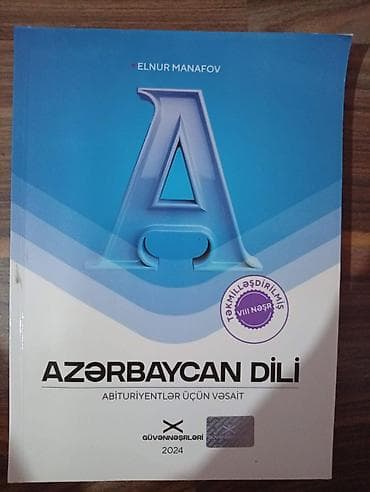 ELNUR MANAFOV
A
TƏKMİLLƏŞDİRİLMİŞ
VIII NƏŞR
AZƏRBAYCAN DİLİ
ABİTURİYENTLƏR ÜÇÜN VƏSAİT
GÜVƏNNƏŞRLƏRİ
2024